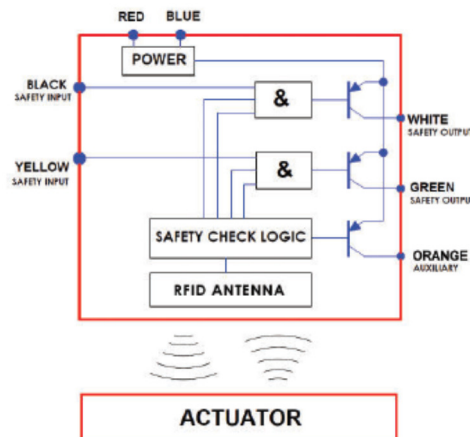 RED
BLUE
POWER
BLACK
SAFETY INPUT
&
WHITE
SAFETY OUTPUT
YELLOW
SAFETY INPUT
&
GREEN
SAFETY OUTPUT
SAFETY CHECK LOGIC
ORANGE
AUXILIARY
RFID ANTENNA
ACTUATOR